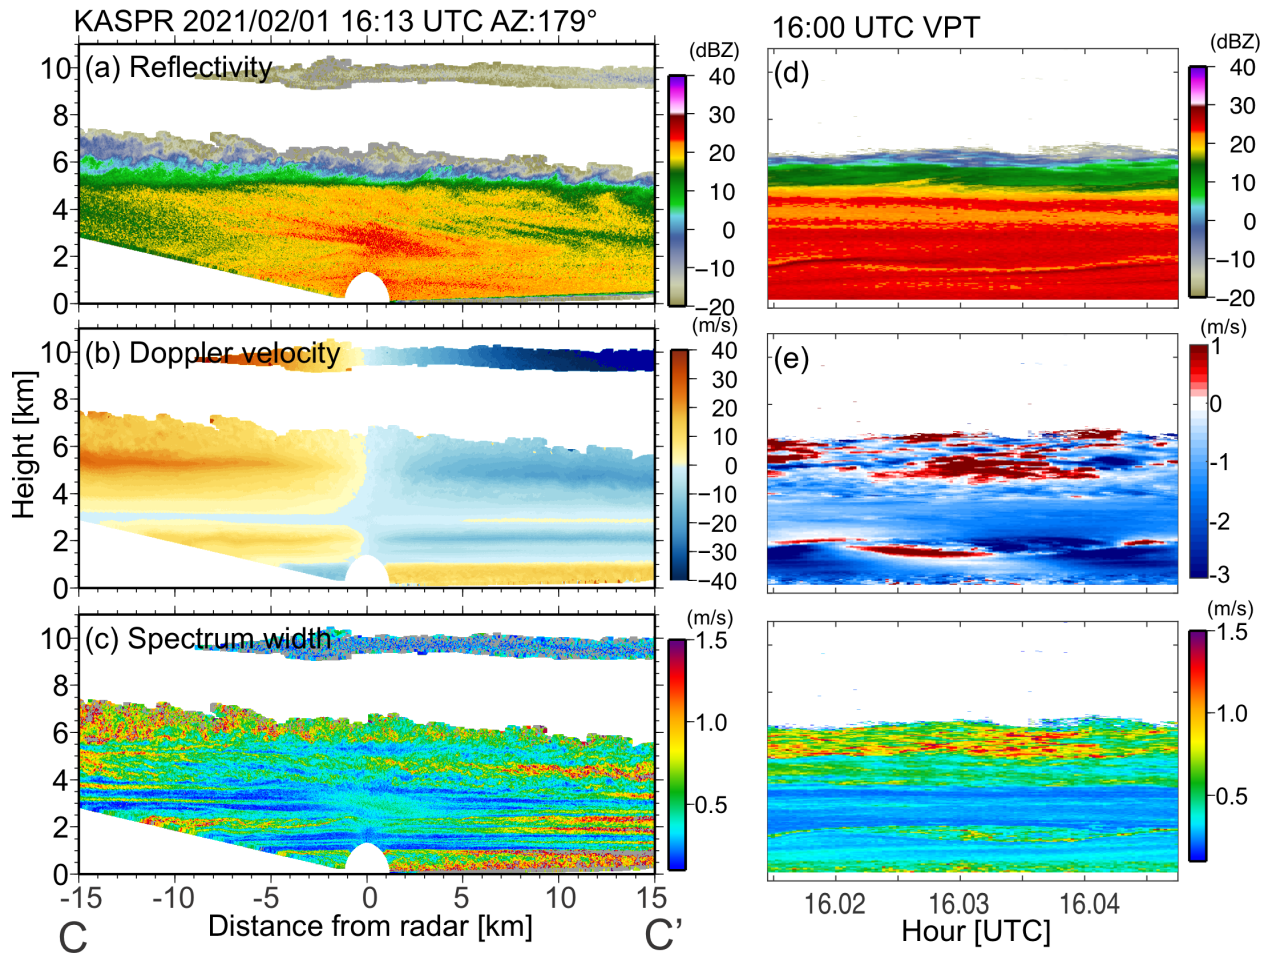 KASPR 2021/02/01 16:13 UTC AZ:179°
16:00 UTC VPT
(a) Reflectivity
(dBZ)
10
8
6
4
2
0
40
30
20
10
0
−10
−20
(d)
(dBZ)
40
30
20
10
0
−10
−20
(b) Doppler velocity
(m/s)
10
8
6
4
2
0
40
30
20
10
0
−10
−20
−30
−40
Height [km]
(e)
(m/s)
1
0
-1
-2
-3
(c) Spectrum width
(m/s)
10
8
6
4
2
0
1.5
1.0
0.5
(m/s)
1.5
1.0
0.5
-15 -10 -5 0 5 10 15
Distance from radar [km]
C C’
16.02 16.03 16.04
Hour [UTC]